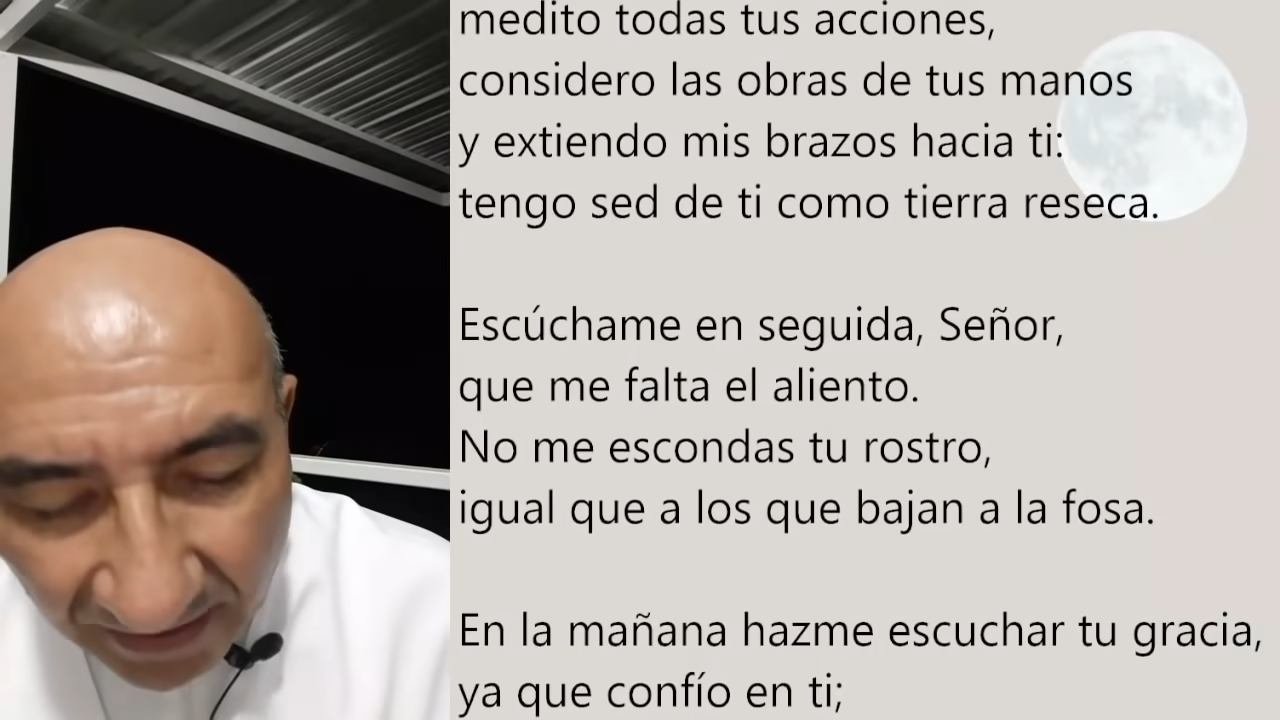 medito todas tus acciones,
considero las obras de tus manos
y extiendo mis brazos hacia ti:
tengo sed de ti como tierra reseca.
Escúchame en seguida, Señor,
que me falta el aliento.
No me escondas tu rostro,
igual que a los que bajan a la fosa.
En la mañana hazme escuchar tu gracia,
ya que confío en ti;